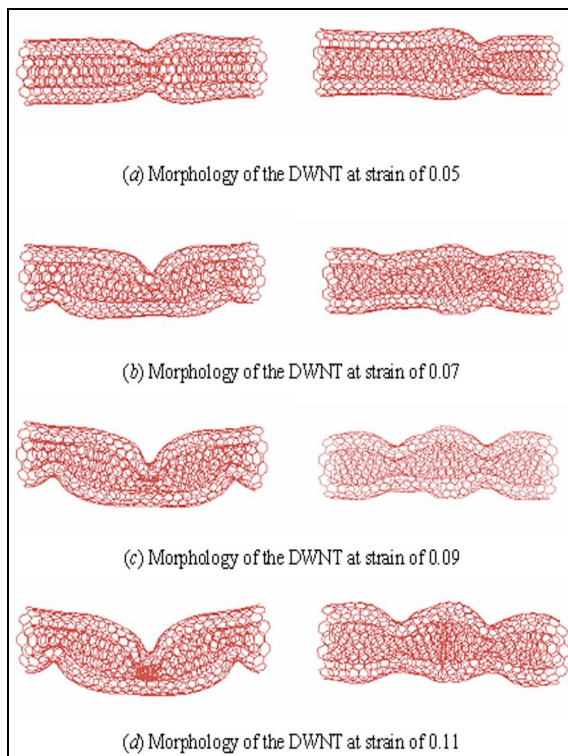 (a) Morphology of the DWNT at strain of 0.05
(b) Morphology of the DWNT at strain of 0.07
(c) Morphology of the DWNT at strain of 0.09
(d) Morphology of the DWNT at strain of 0.11